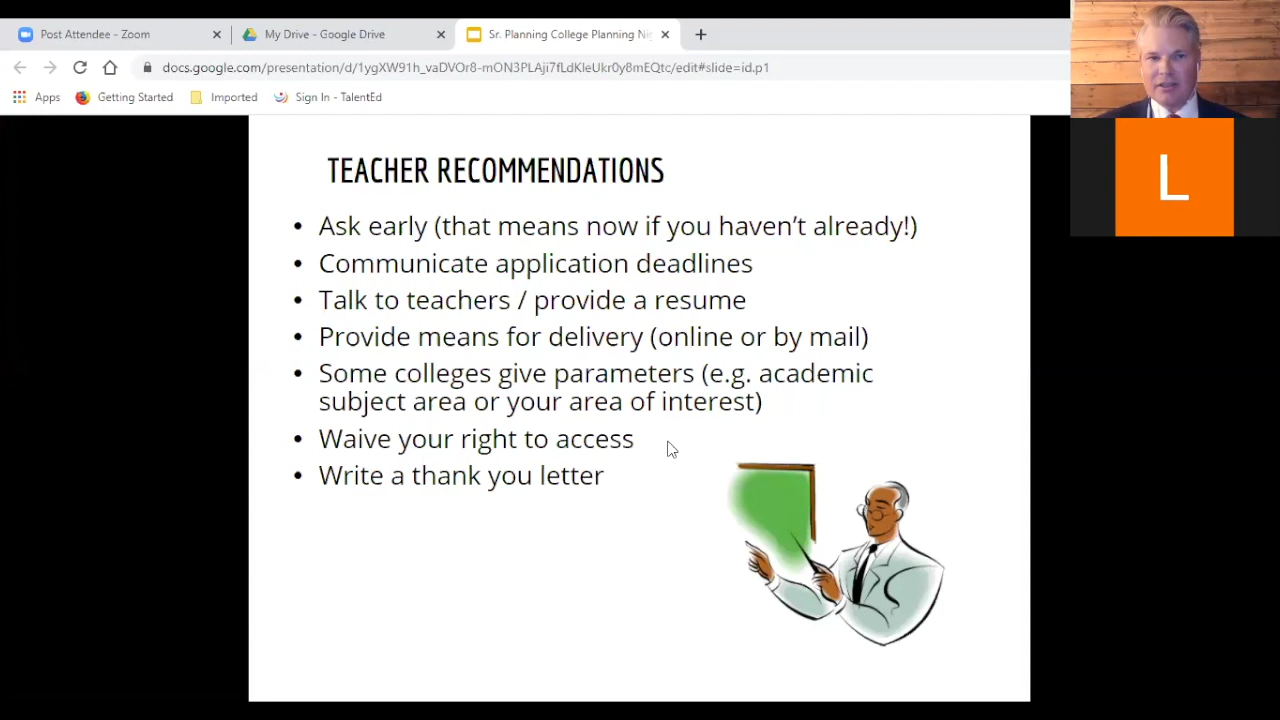 Post Attendee - Zoom
My Drive - Google Drive
Sr. Planning College Planning Nig
docs.google.com/presentation/d/1ygXW91h_vaDVOr8-mON3PLAji7fLdKleUkr0y8mEQtc/edit#slide=id.p1
Apps
Getting Started
Imported
Sign In - TalentEd
L
TEACHER RECOMMENDATIONS
• Ask early (that means now if you haven't already!)
• Communicate application deadlines
• Talk to teachers / provide a resume
• Provide means for delivery (online or by mail)
• Some colleges give parameters (e.g. academic
subject area or your area of interest)
• Waive your right to access
• Write a thank you letter